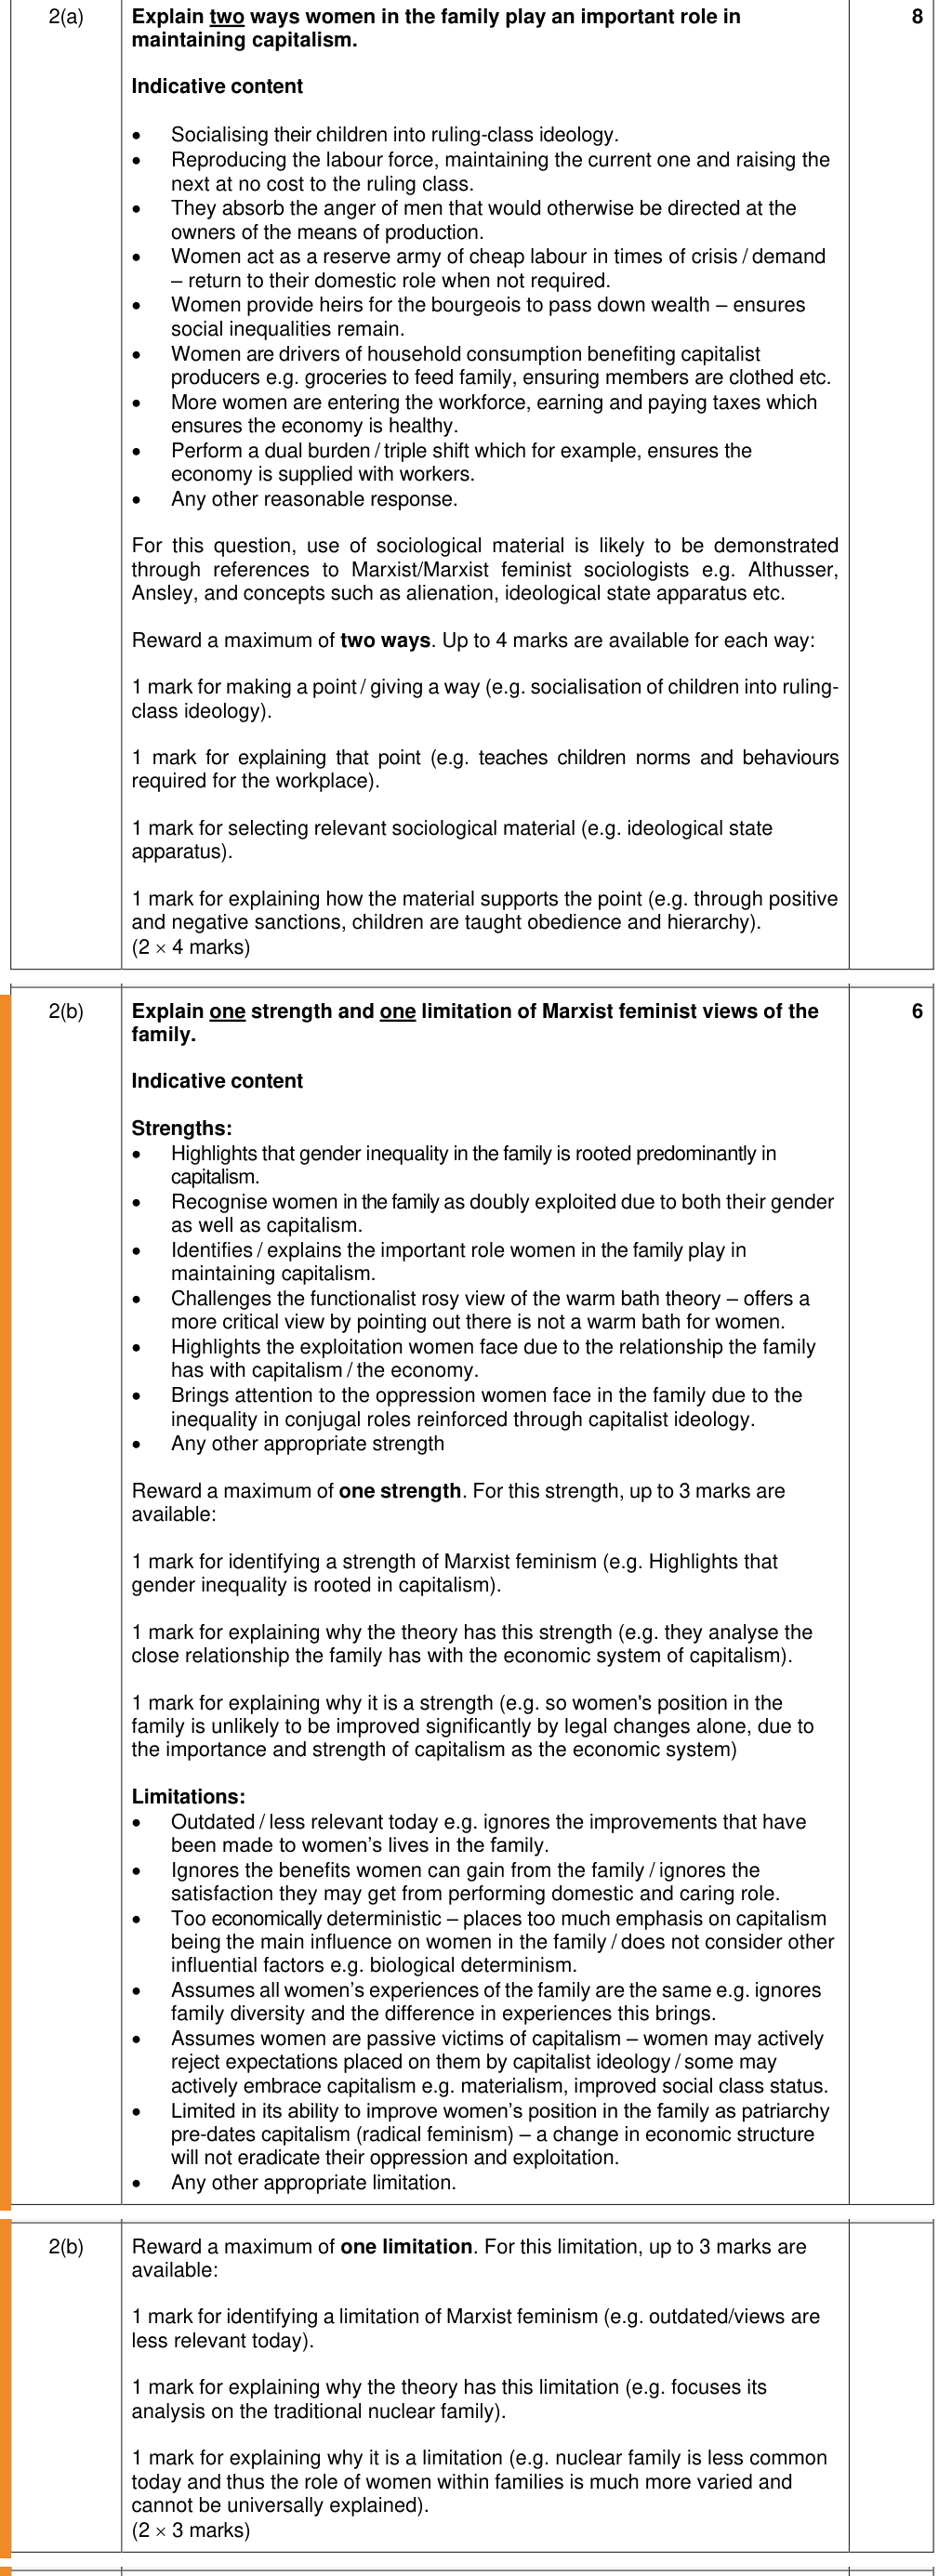 2(a)
Explain two ways women in the family play an important role in
maintaining capitalism.
8
Indicative content
• Socialising their children into ruling-class ideology.
• Reproducing the labour force, maintaining the current one and raising the
next at no cost to the ruling class.
• They absorb the anger of men that would otherwise be directed at the
owners of the means of production.
• Women act as a reserve army of cheap labour in times of crisis / demand
– return to their domestic role when not required.
• Women provide heirs for the bourgeois to pass down wealth – ensures
social inequalities remain.
• Women are drivers of household consumption benefiting capitalist
producers e.g. groceries to feed family, ensuring members are clothed etc.
• More women are entering the workforce, earning and paying taxes which
ensures the economy is healthy.
• Perform a dual burden / triple shift which for example, ensures the
economy is supplied with workers.
• Any other reasonable response.
For this question, use of sociological material is likely to be demonstrated
through references to Marxist/Marxist feminist sociologists e.g. Althusser,
Ansley, and concepts such as alienation, ideological state apparatus etc.
Reward a maximum of two ways. Up to 4 marks are available for each way:
1 mark for making a point / giving a way (e.g. socialisation of children into ruling-
class ideology).
1 mark for explaining that point (e.g. teaches children norms and behaviours
required for the workplace).
1 mark for selecting relevant sociological material (e.g. ideological state
apparatus).
1 mark for explaining how the material supports the point (e.g. through positive
and negative sanctions, children are taught obedience and hierarchy).
(2 × 4 marks)
2(b)
Explain one strength and one limitation of Marxist feminist views of the
family.
6
Indicative content
Strengths:
• Highlights that gender inequality in the family is rooted predominantly in
capitalism.
• Recognise women in the family as doubly exploited due to both their gender
as well as capitalism.
• Identifies / explains the important role women in the family play in
maintaining capitalism.
• Challenges the functionalist rosy view of the warm bath theory – offers a
more critical view by pointing out there is not a warm bath for women.
• Highlights the exploitation women face due to the relationship the family
has with capitalism / the economy.
• Brings attention to the oppression women face in the family due to the
inequality in conjugal roles reinforced through capitalist ideology.
• Any other appropriate strength
Reward a maximum of one strength. For this strength, up to 3 marks are
available:
1 mark for identifying a strength of Marxist feminism (e.g. Highlights that
gender inequality is rooted in capitalism).
1 mark for explaining why the theory has this strength (e.g. they analyse the
close relationship the family has with the economic system of capitalism).
1 mark for explaining why it is a strength (e.g. so women's position in the
family is unlikely to be improved significantly by legal changes alone, due to
the importance and strength of capitalism as the economic system)
Limitations:
• Outdated / less relevant today e.g. ignores the improvements that have
been made to women's lives in the family.
• Ignores the benefits women can gain from the family / ignores the
satisfaction they may get from performing domestic and caring role.
• Too economically deterministic – places too much emphasis on capitalism
being the main influence on women in the family / does not consider other
influential factors e.g. biological determinism.
• Assumes all women's experiences of the family are the same e.g. ignores
family diversity and the difference in experiences this brings.
• Assumes women are passive victims of capitalism – women may actively
reject expectations placed on them by capitalist ideology / some may
actively embrace capitalism e.g. materialism, improved social class status.
• Limited in its ability to improve women's position in the family as patriarchy
pre-dates capitalism (radical feminism) – a change in economic structure
will not eradicate their oppression and exploitation.
• Any other appropriate limitation.
2(b)
Reward a maximum of one limitation. For this limitation, up to 3 marks are
available:
1 mark for identifying a limitation of Marxist feminism (e.g. outdated/views are
less relevant today).
1 mark for explaining why the theory has this limitation (e.g. focuses its
analysis on the traditional nuclear family).
1 mark for explaining why it is a limitation (e.g. nuclear family is less common
today and thus the role of women within families is much more varied and
cannot be universally explained).
(2 × 3 marks)